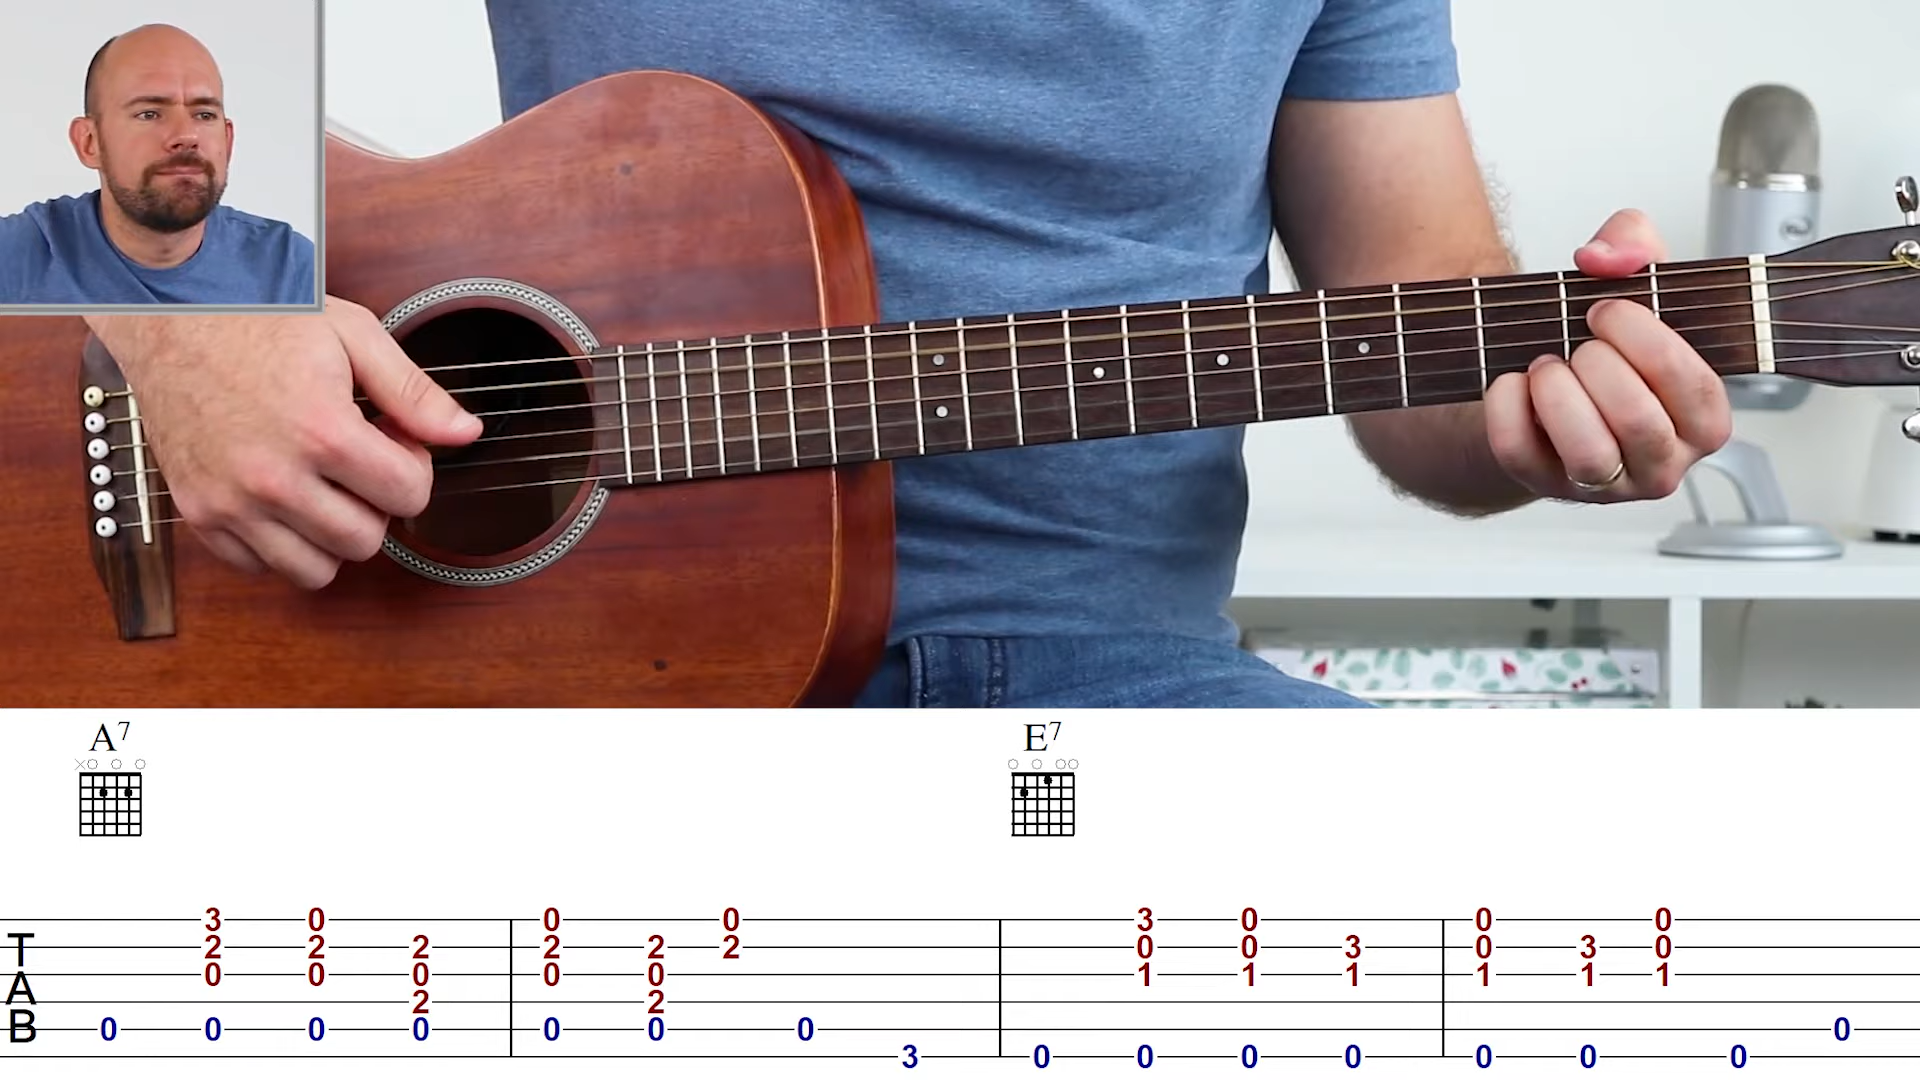 A7 E7
×○ ○ ○ ○ ○ ○○
3 0 0 0 3 0 0 0
T 2 2 2 2 2 2 0 0 3 0 3 0
0 0 0 0 0 1 1 1 1 1 1
A 2 2
B 0 0 0 0 0 0 0 0
3 0 0 0 0 0 0 0